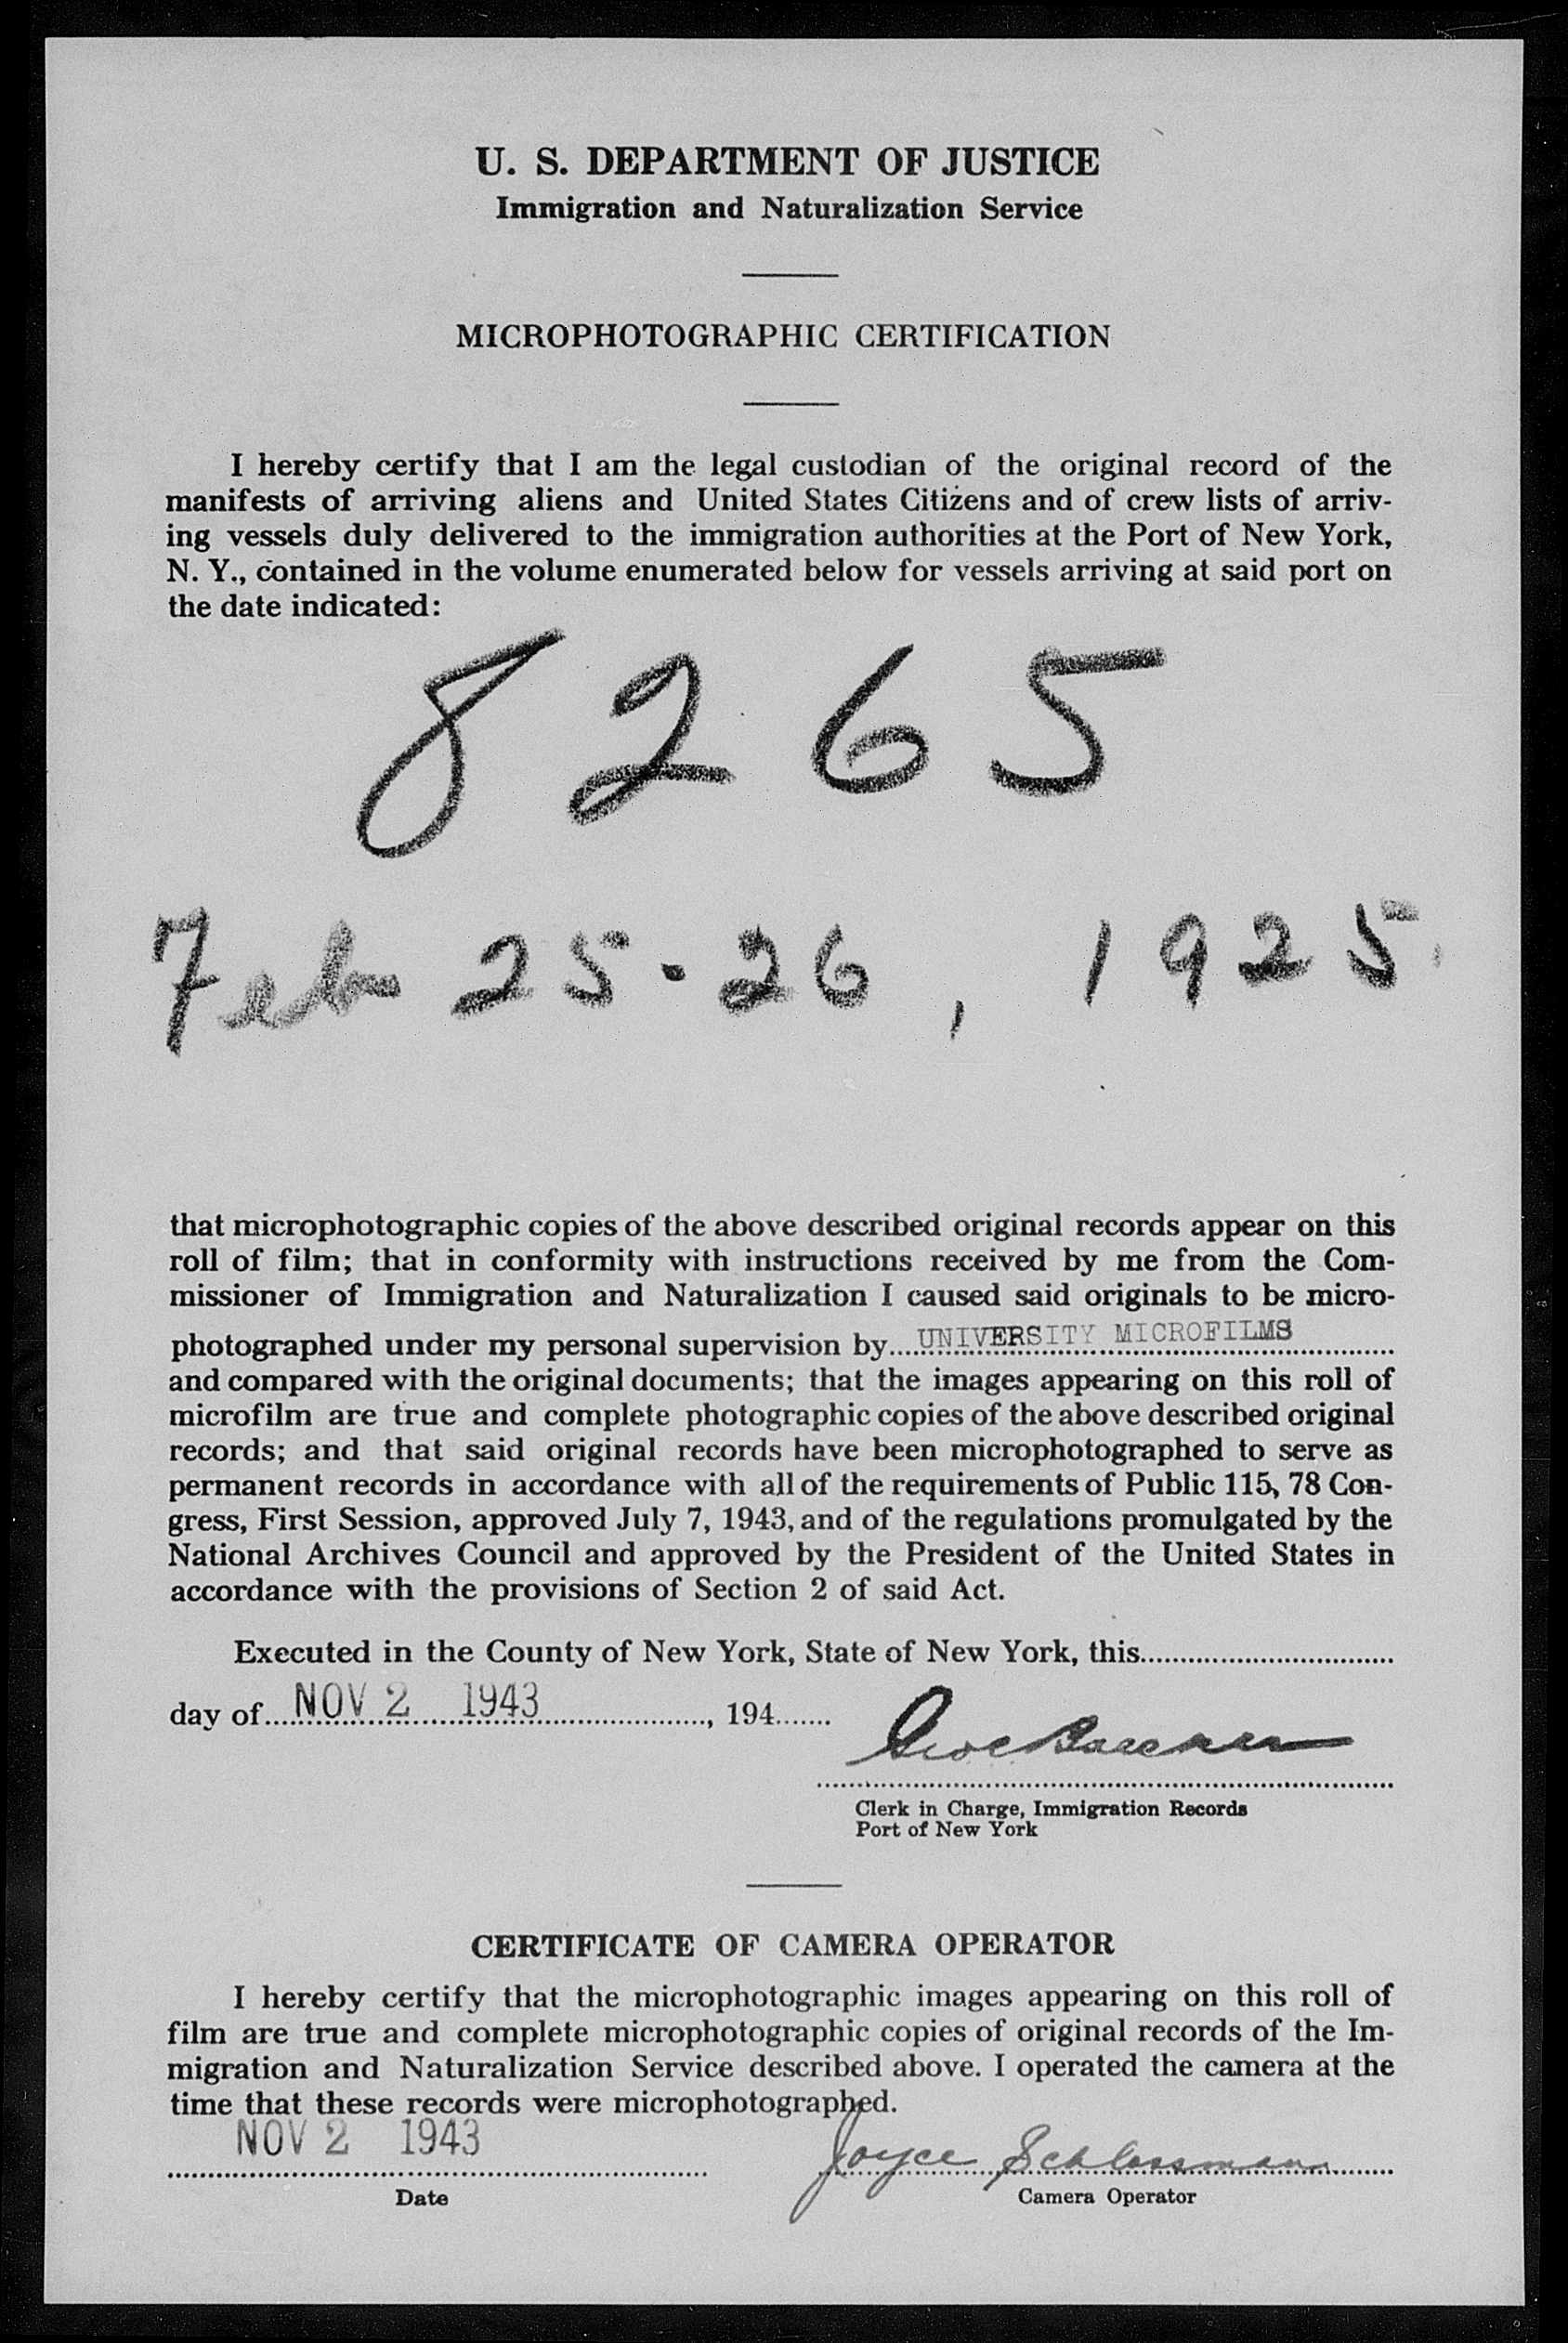 U. S. DEPARTMENT OF JUSTICE
Immigration and Naturalization Service
MICROPHOTOGRAPHIC CERTIFICATION
I hereby certify that I am the legal custodian of the original record of the
manifests of arriving aliens and United States Citizens and of crew lists of arriv-
ing vessels duly delivered to the immigration authorities at the Port of New York,
N. Y., contained in the volume enumerated below for vessels arriving at said port on
the date indicated:
8265
Feb 25-26, 1925.
that microphotographic copies of the above described original records appear on this
roll of film; that in conformity with instructions received by me from the Com-
missioner of Immigration and Naturalization I caused said originals to be micro-
photographed under my personal supervision by.....UNIVERSITY MICROFILMS
and compared with the original documents; that the images appearing on this roll of
microfilm are true and complete photographic copies of the above described original
records; and that said original records have been microphotographed to serve as
permanent records in accordance with all of the requirements of Public 115, 78 Con-
gress, First Session, approved July 7, 1943, and of the regulations promulgated by the
National Archives Council and approved by the President of the United States in
accordance with the provisions of Section 2 of said Act.
Executed in the County of New York, State of New York, this
day of NOV 2 1943, 194
Clerk in Charge, Immigration Records
Port of New York
CERTIFICATE OF CAMERA OPERATOR
I hereby certify that the microphotographic images appearing on this roll of
film are true and complete microphotographic copies of original records of the Im-
migration and Naturalization Service described above. I operated the camera at the
time that these records were microphotographed.
NOV 2 1943 Joyce Schlossmann
Date Camera Operator